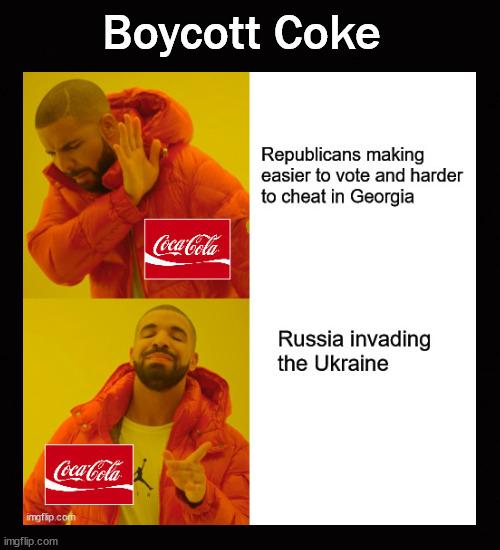 Boycott Coke
Republicans making
easier to vote and harder
to cheat in Georgia
Coca-Cola
Russia invading
the Ukraine
Coca-Cola
imgflip.com
imgflip.com